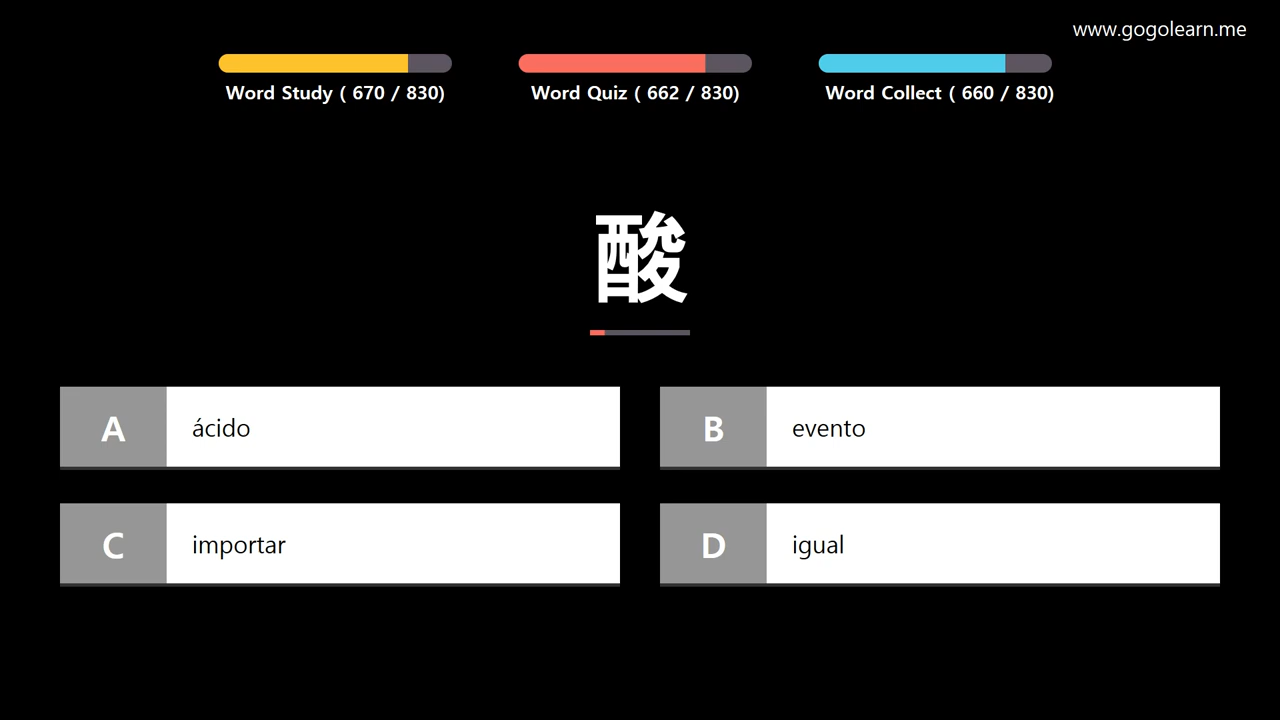 www.gogolearn.me
Word Study ( 670 / 830)
Word Quiz ( 662 / 830)
Word Collect ( 660 / 830)
酸
A ácido
B evento
C importar
D igual